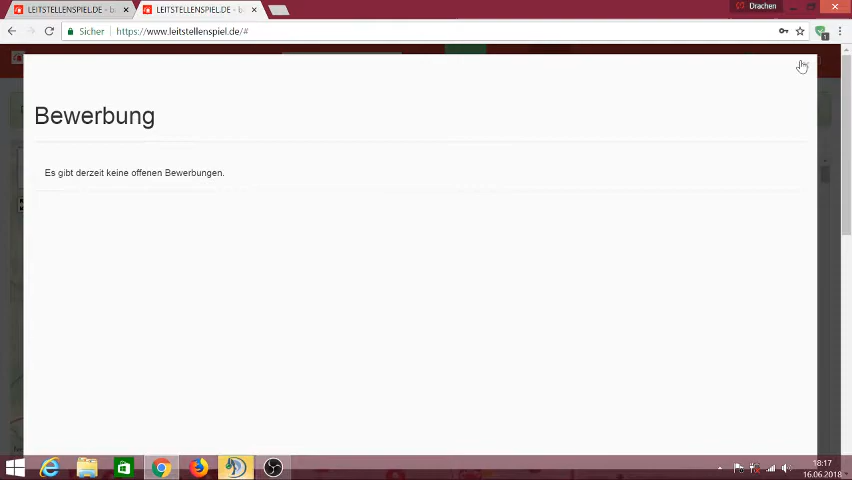 LEITSTELLENSPIEL.DE - b
LEITSTELLENSPIEL.DE - b
Drachen
Sicher
https://www.leitstellenspiel.de/#
1
Bewerbung
Es gibt derzeit keine offenen Bewerbungen.
18:17
16.06.2018